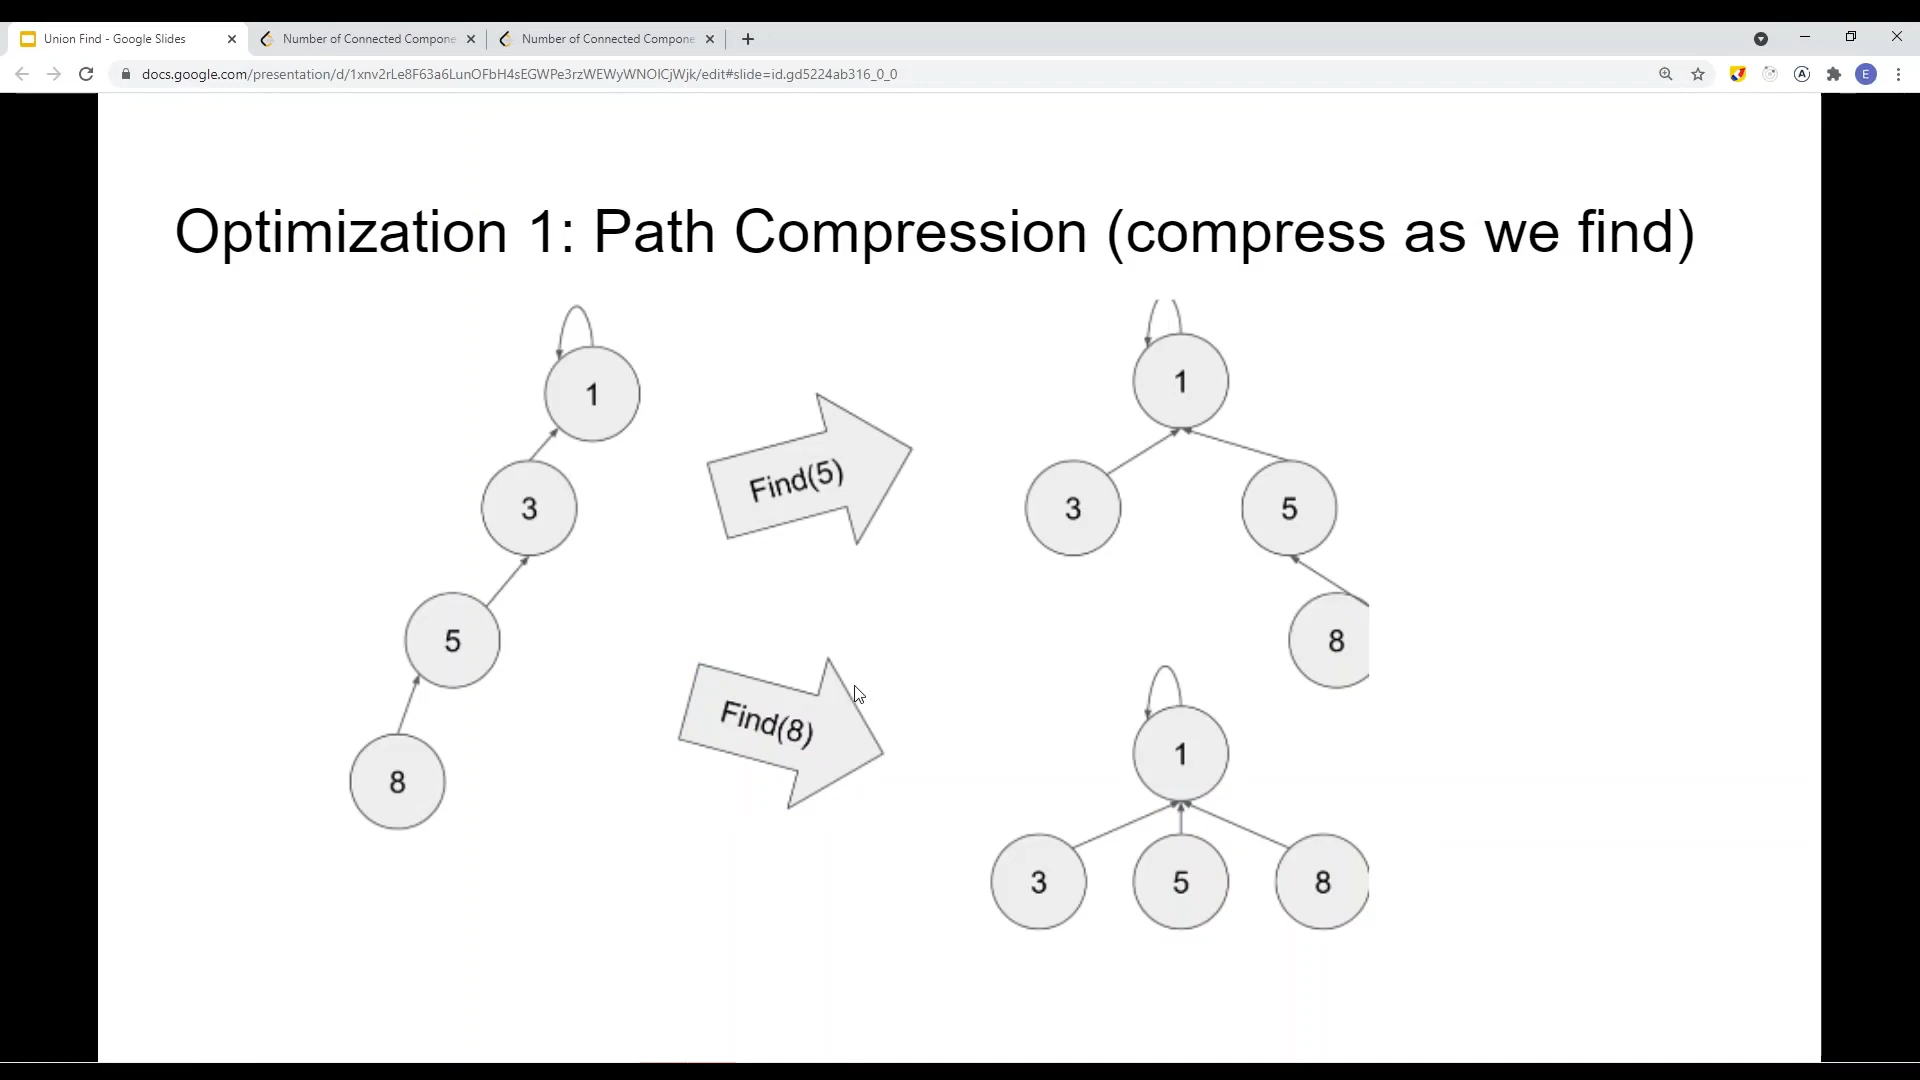 Union Find - Google Slides
Number of Connected Compone
Number of Connected Compone
docs.google.com/presentation/d/1xnv2rLe8F63a6LunOFbH4sEGWPe3rzWEWyWNOICjWjk/edit#slide=id.gd5224ab316_0_0
A
E
Optimization 1: Path Compression (compress as we find)
1
3
5
8
Find(5)
1
3
5
8
Find(8)
1
3
5
8